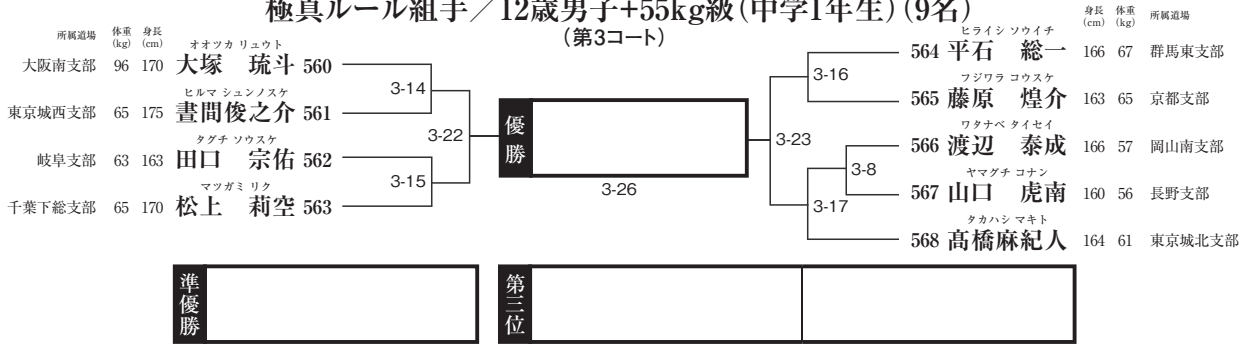 極真ルール組手／12歳男子+55kg級（中学1年生）（9名）
（第3コート）
所属道場 体重(kg) 身長(cm)
オオツカ リュウト
大阪南支部 96 170 大塚 琉斗 560
ヒルマ シュンノスケ
東京城西支部 65 175 晝間俊之介 561
タグチ ソウスケ
岐阜支部 63 163 田口 宗佑 562
マツガミ リク
千葉下総支部 65 170 松上 莉空 563
3-14
3-15
3-22
優勝
3-26
身長(cm) 体重(kg) 所属道場
ヒライシ ソウイチ
564 平石 総一 166 67 群馬東支部
フジワラ コウスケ
565 藤原 煌介 163 65 京都支部
ワタナベ タイセイ
566 渡辺 泰成 166 57 岡山南支部
ヤマグチ コナン
567 山口 虎南 160 56 長野支部
タカハシ マキト
568 髙橋麻紀人 164 61 東京城北支部
3-16
3-23
3-8
3-17
準優勝
第三位